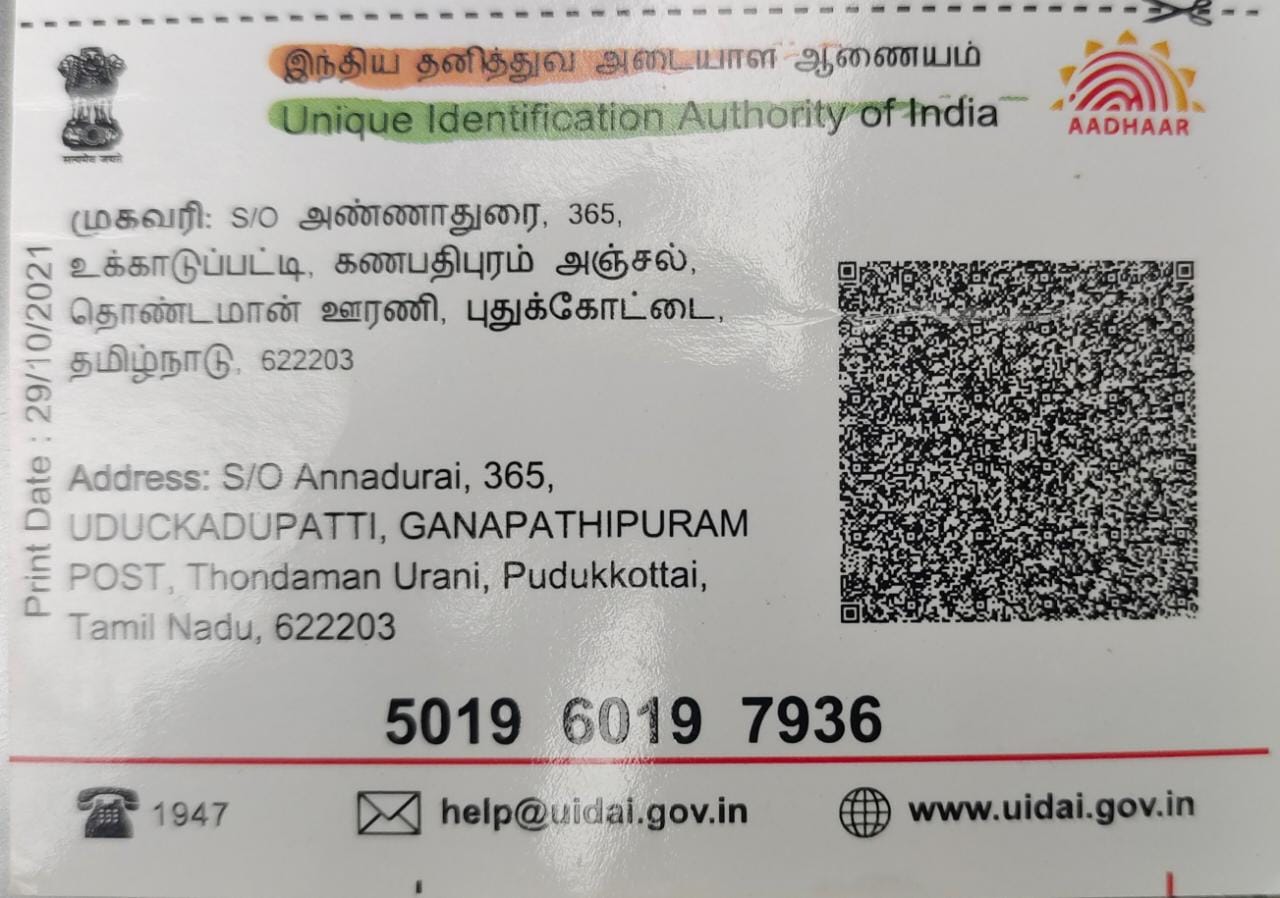 இந்திய தனித்துவ அடையாள ஆணையம்
Unique Identification Authority of India
AADHAAR
सत्यमेव जयते
முகவரி: S/O அண்ணாதுரை, 365,
உக்காடுப்பட்டி, கணபதிபுரம் அஞ்சல்,
தொண்டமான் ஊரணி, புதுக்கோட்டை,
தமிழ்நாடு, 622203
Print Date : 29/10/2021
Address: S/O Annadurai, 365,
UDUCKADUPATTI, GANAPATHIPURAM
POST, Thondaman Urani, Pudukkottai,
Tamil Nadu, 622203
5019 6019 7936
1947 help@uidai.gov.in www.uidai.gov.in